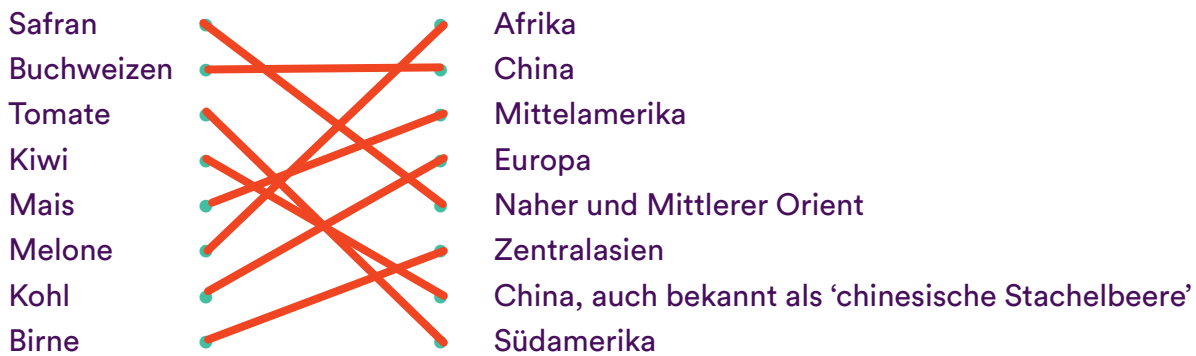 Safran Afrika
Buchweizen China
Tomate Mittelamerika
Kiwi Europa
Mais Naher und Mittlerer Orient
Melone Zentralasien
Kohl China, auch bekannt als ‘chinesische Stachelbeere’
Birne Südamerika